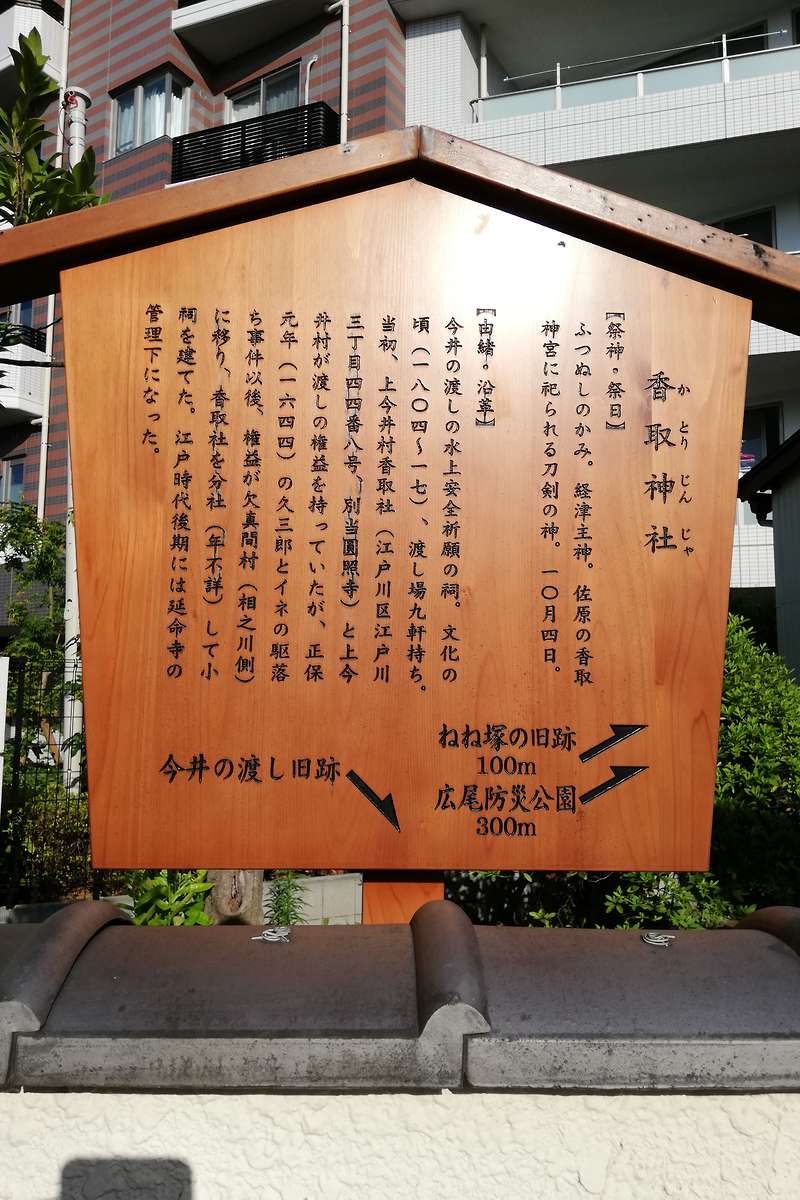 香取神社
かとりじんじゃ
【祭神・祭日】
ふつぬしのかみ。経津主神。佐原の香取
神宮に祀られる刀剣の神。一〇月四日。
【由緒・沿革】
今井の渡しの水上安全祈願の祠。文化の
頃（一八〇四～一七）、渡し場九軒持ち。
当初、上今井村香取社（江戸川区江戸川
三丁目四四番八号、別当圓照寺）と上今
井村が渡しの権益を持っていたが、正保
元年（一六四四）の久三郎とイネの駆落
ち事件以後、権益が欠真間村（相之川側）
に移り、香取社を分社（年不詳）して小
祠を建てた。江戸時代後期には延命寺の
管理下になった。
ねね塚の旧跡
100m
広尾防災公園
300m
今井の渡し旧跡